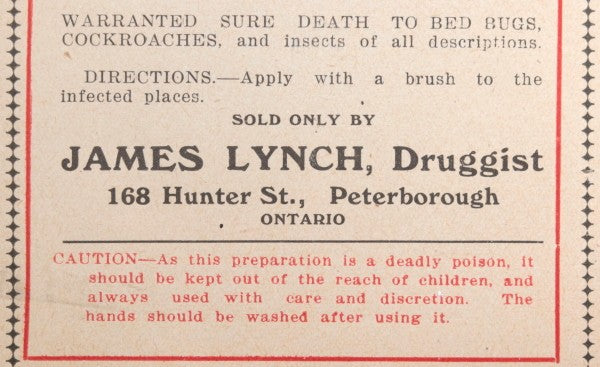 WARRANTED SURE DEATH TO BED BUGS,
COCKROACHES, and insects of all descriptions.
DIRECTIONS.—Apply with a brush to the
infected places.
SOLD ONLY BY
JAMES LYNCH, Druggist
168 Hunter St., Peterborough
ONTARIO
CAUTION—As this preparation is a deadly poison, it
should be kept out of the reach of children, and
always used with care and discretion. The
hands should be washed after using it.